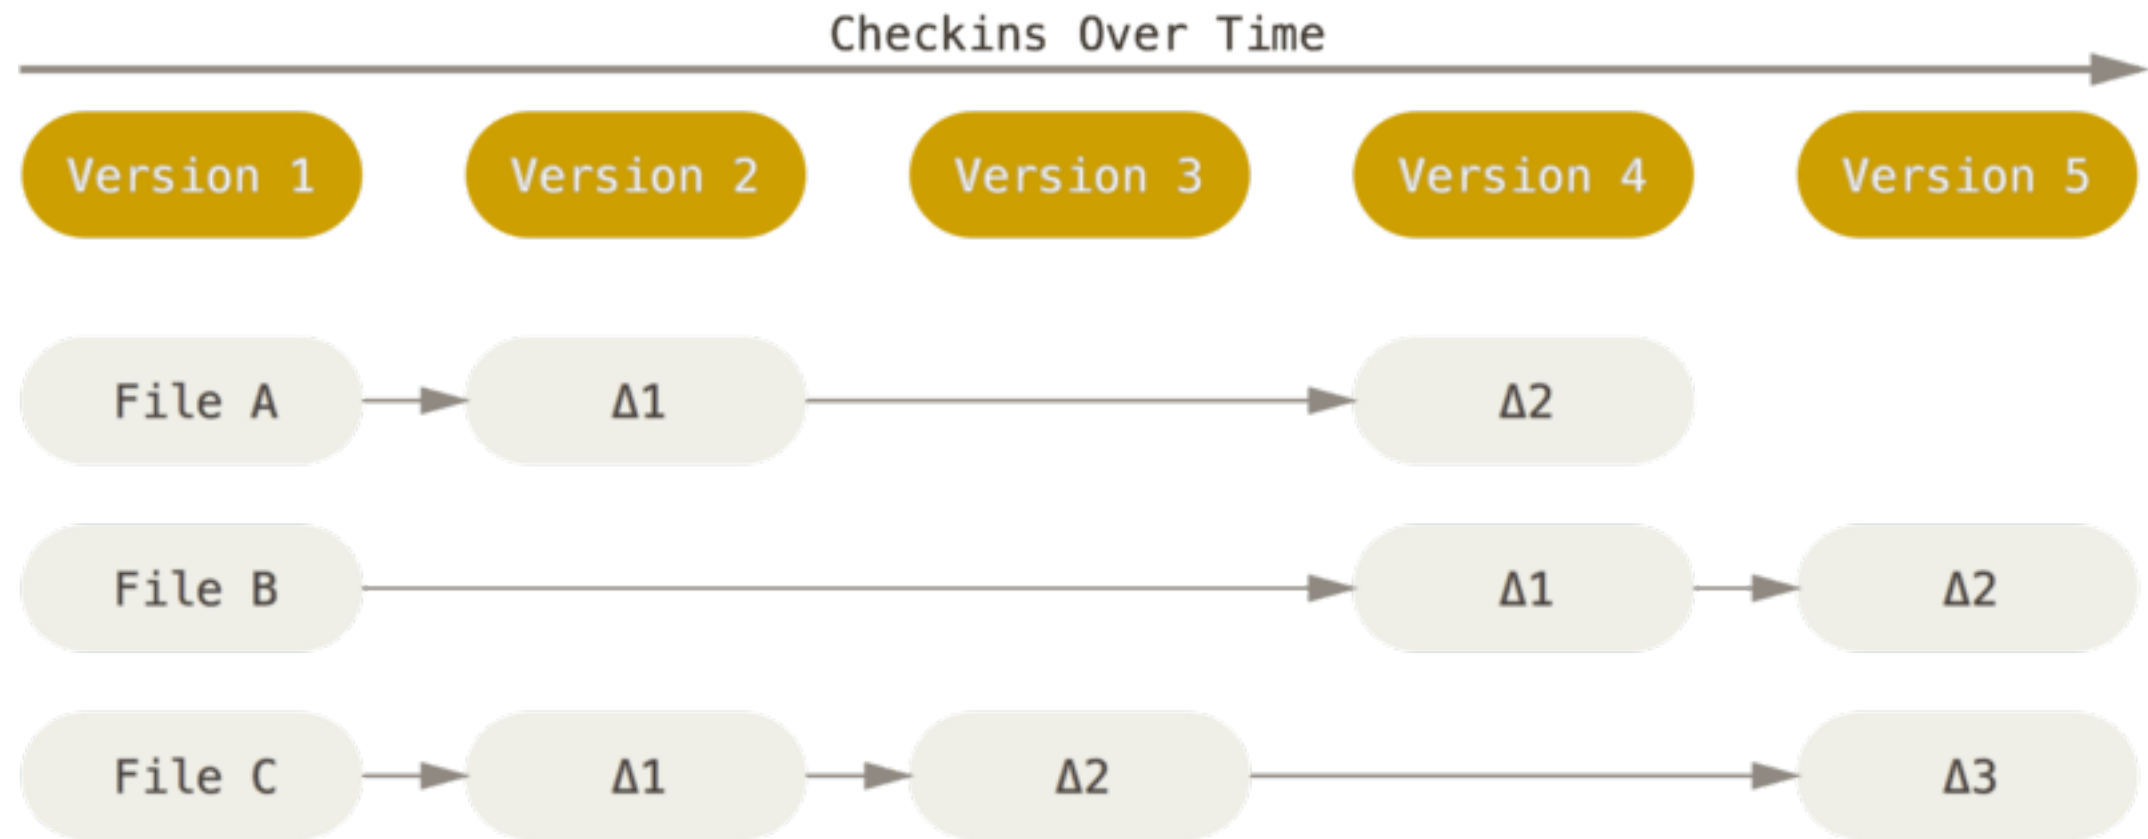 Checkins Over Time
Version 1 Version 2 Version 3 Version 4 Version 5
File A Δ1 Δ2
File B Δ1 Δ2
File C Δ1 Δ2 Δ3